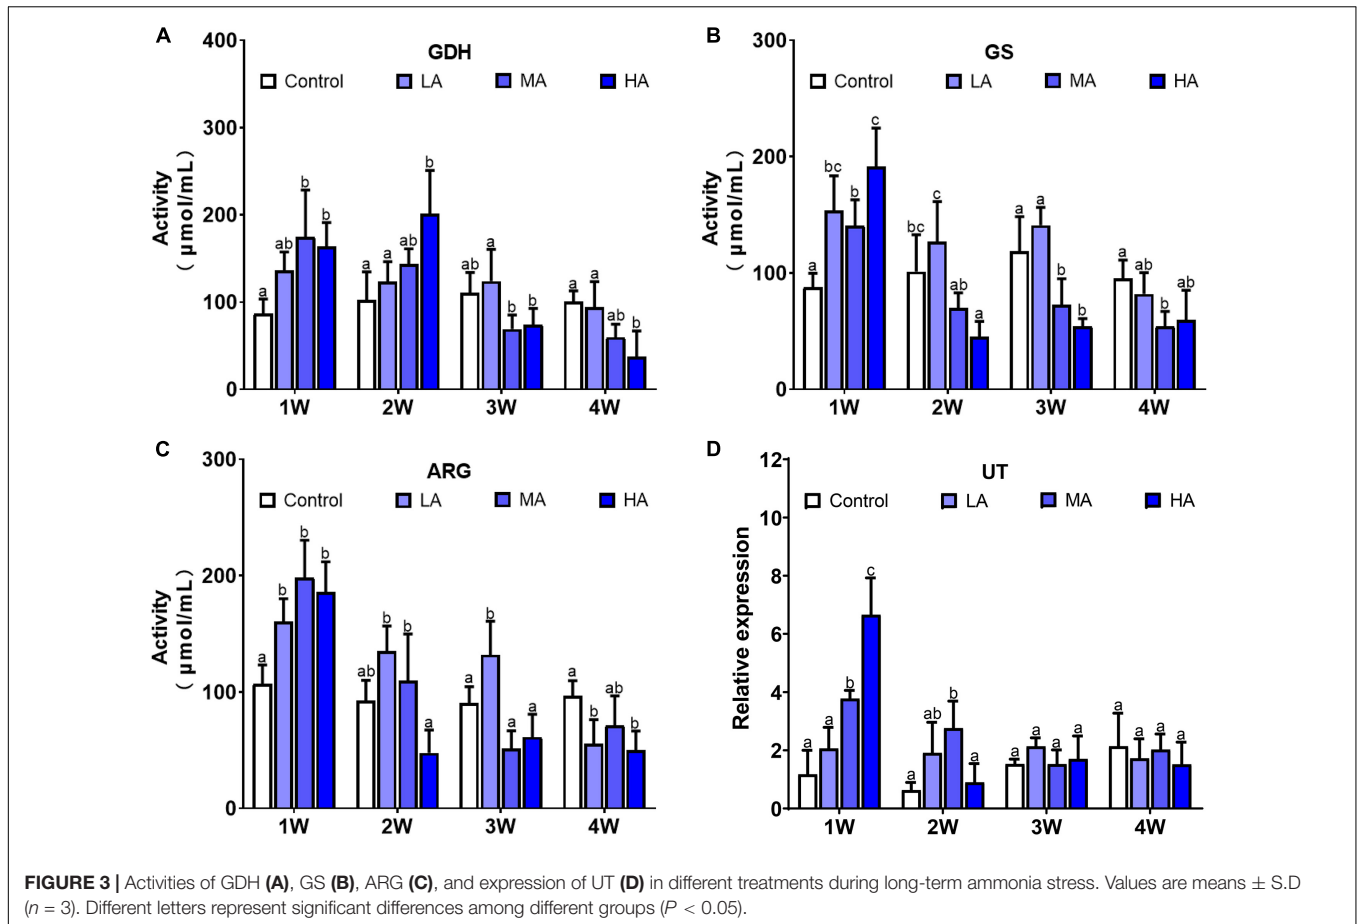 A
GDH
Control LA MA HA
400
300
200
100
0
Activity
( μmol/mL)
a ab b b
a a ab b
ab a b b
a a ab b
1W 2W 3W 4W
B
GS
Control LA MA HA
300
200
100
0
Activity
( μmol/mL)
a bc b c
bc c ab a
a a b b
a ab b ab
1W 2W 3W 4W
C
ARG
Control LA MA HA
300
200
100
0
Activity
( μmol/mL)
a b b b
ab b b a
a b a a
a b ab b
1W 2W 3W 4W
D
UT
Control LA MA HA
12
10
8
6
4
2
0
Relative expression
a a b c
a ab b a
a a a a
a a a a
1W 2W 3W 4W
FIGURE 3 | Activities of GDH (A), GS (B), ARG (C), and expression of UT (D) in different treatments during long-term ammonia stress. Values are means ± S.D
(n = 3). Different letters represent significant differences among different groups (P < 0.05).